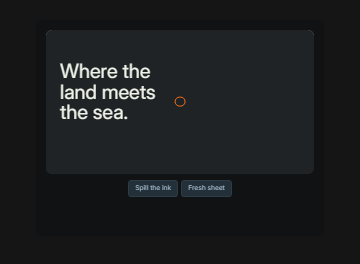 Where the
land meets
the sea.
Spill the ink
Fresh sheet